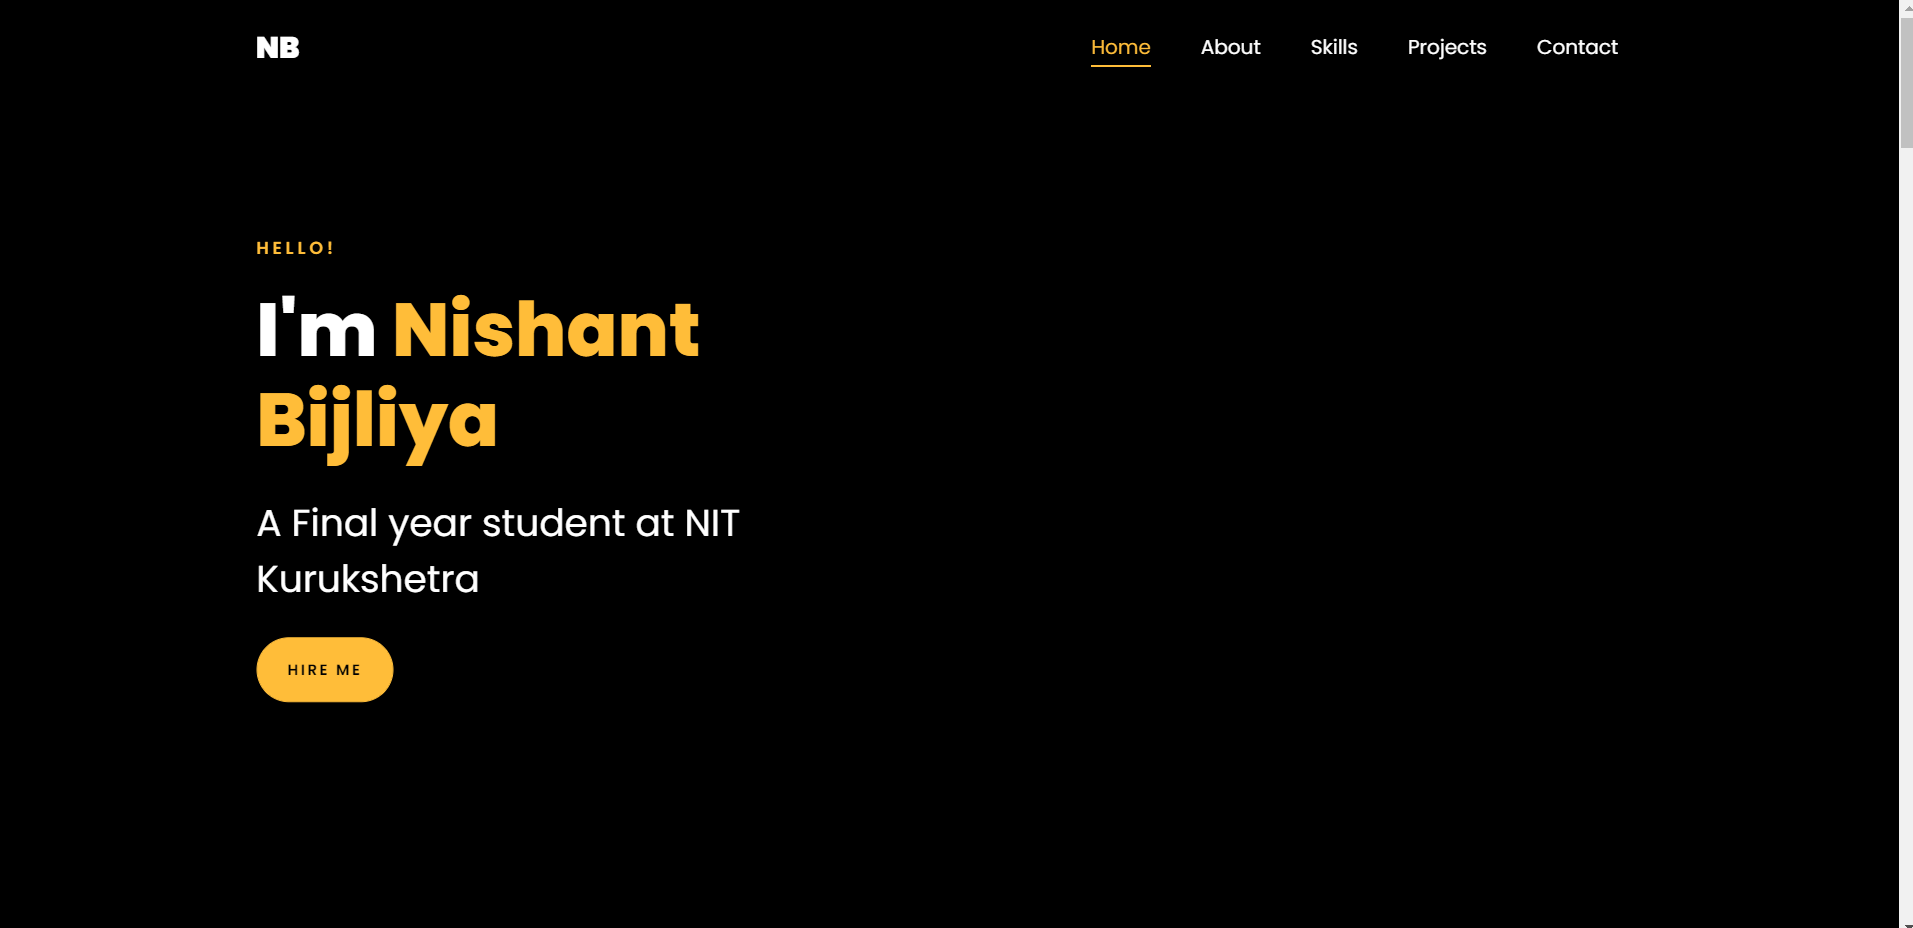 NB
Home About Skills Projects Contact
HELLO!
I'm Nishant
Bijliya
A Final year student at NIT
Kurukshetra
HIRE ME